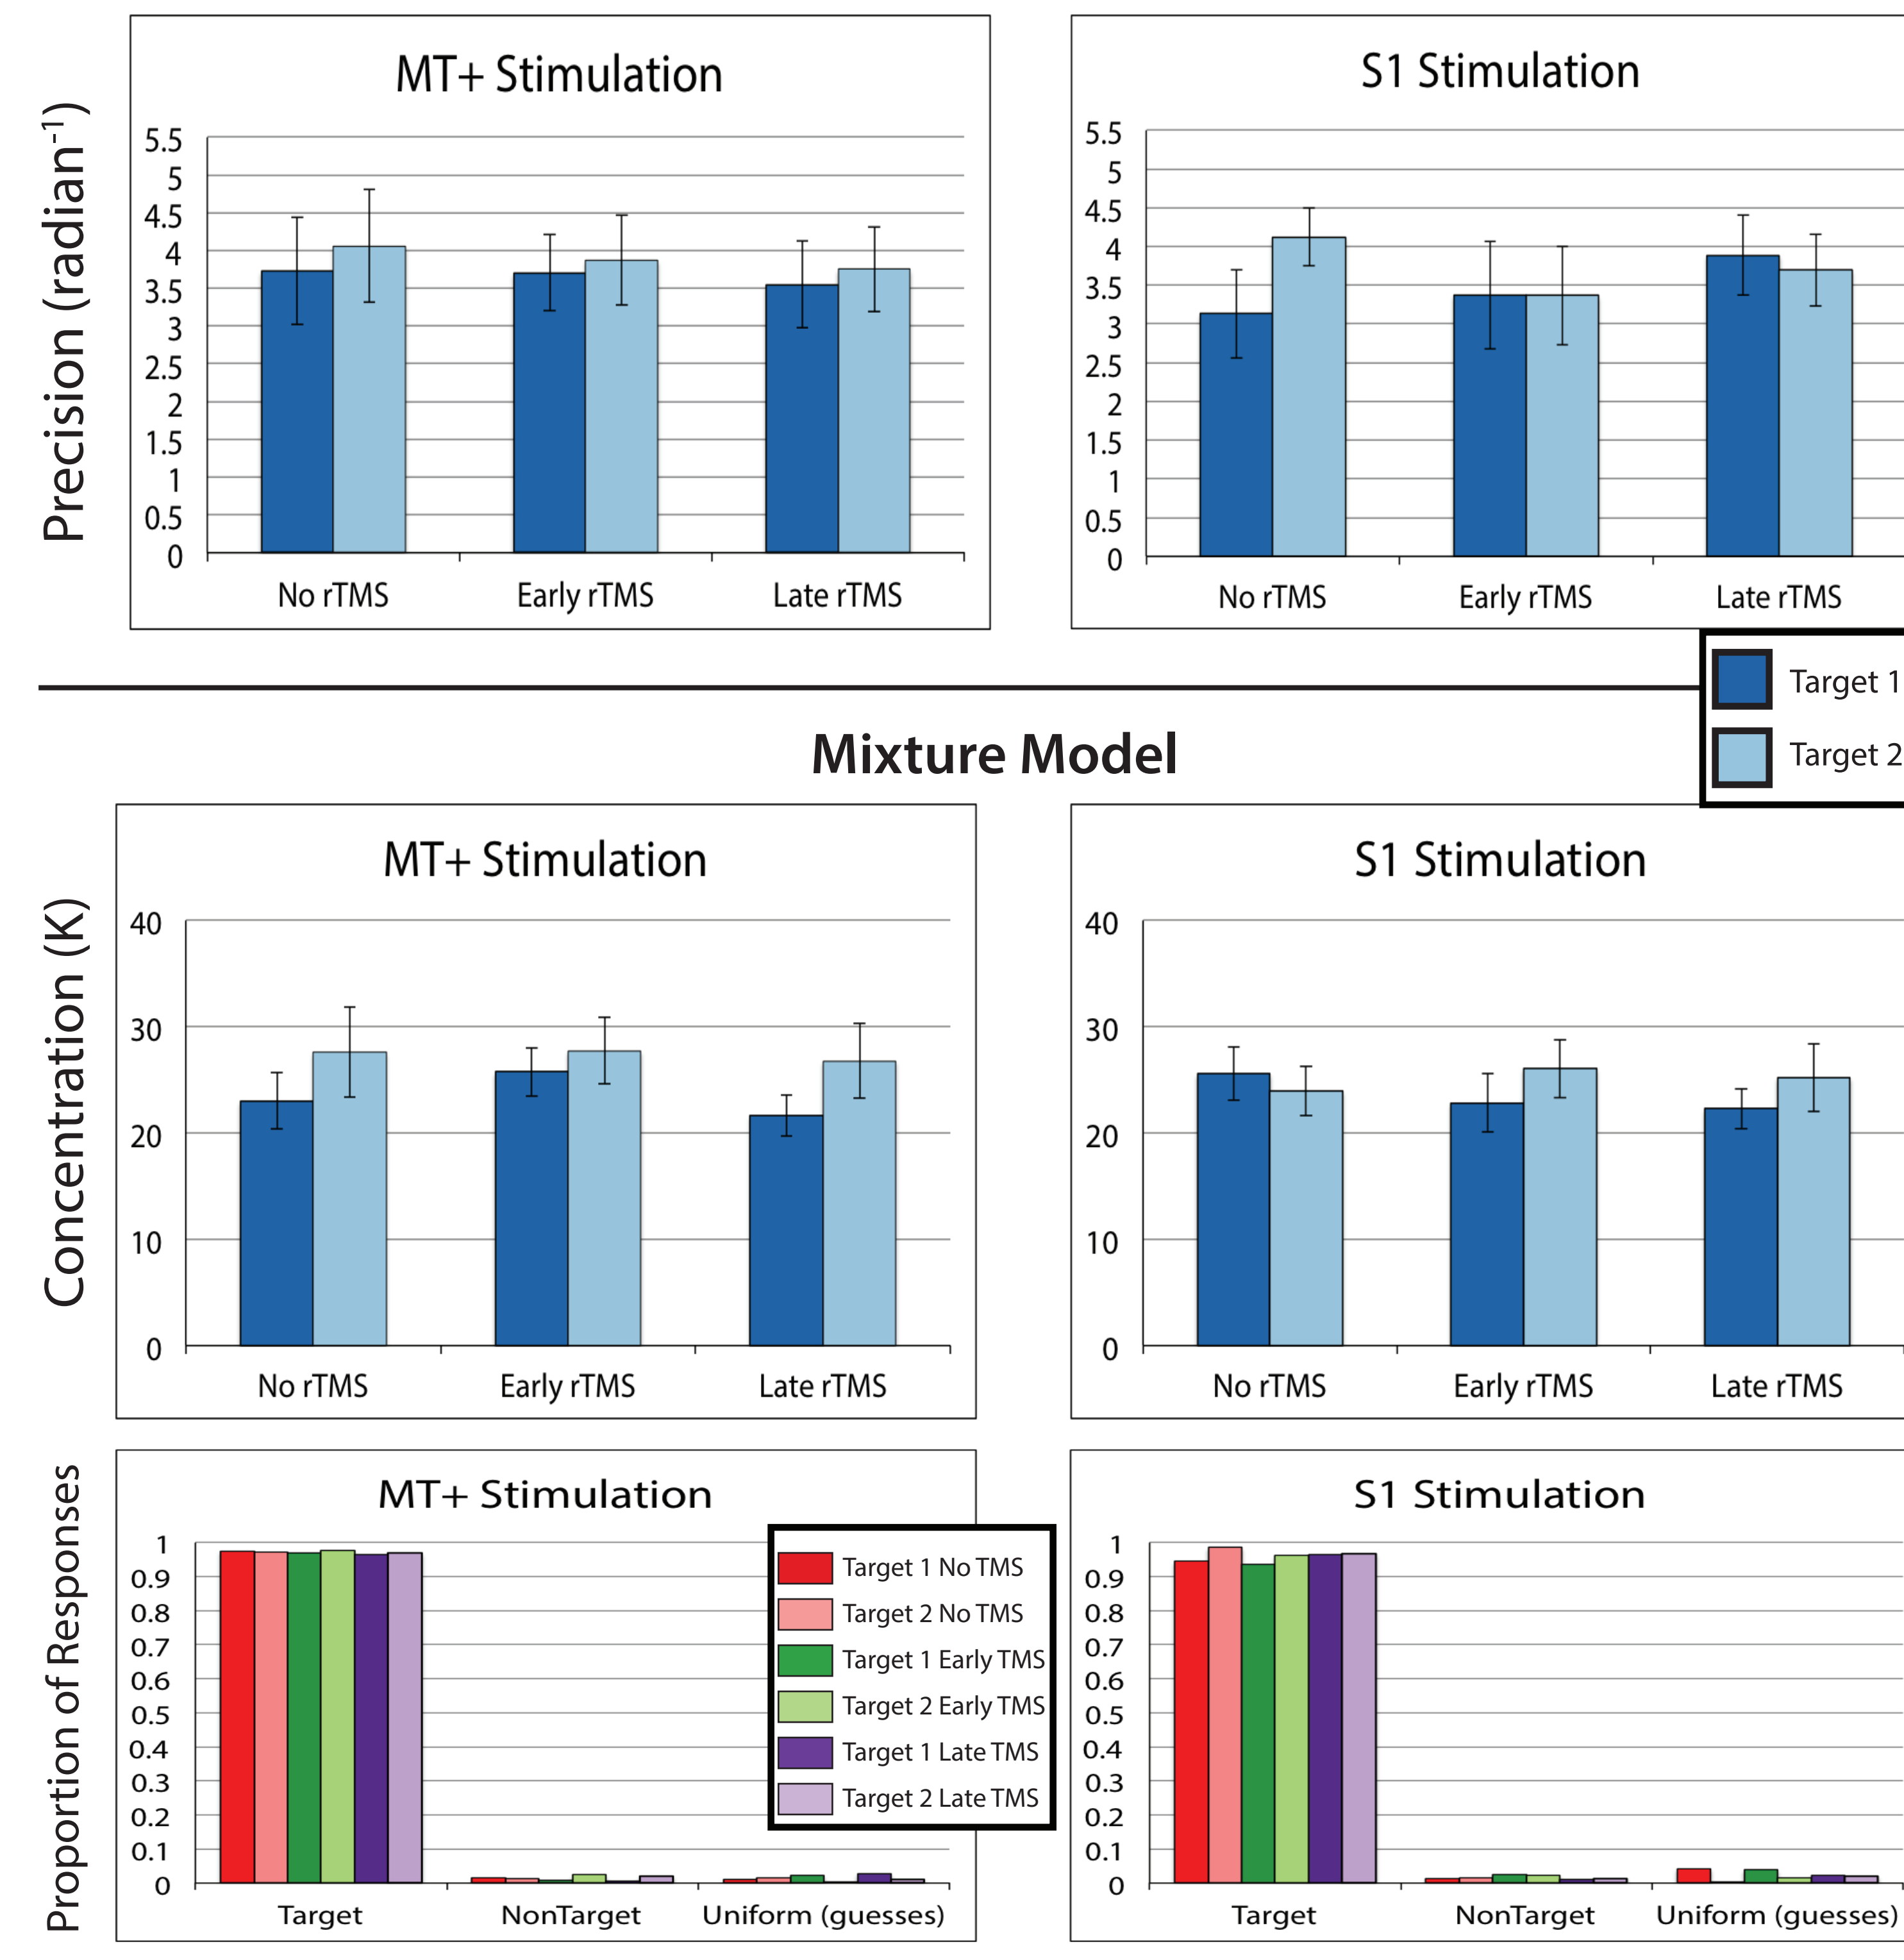 Precision (radian-1)
MT+ Stimulation
5.5
5
4.5
4
3.5
3
2.5
2
1.5
1
0.5
0
No rTMS Early rTMS Late rTMS
S1 Stimulation
5.5
5
4.5
4
3.5
3
2.5
2
1.5
1
0.5
0
No rTMS Early rTMS Late rTMS
Target 1
Target 2
Mixture Model
Concentration (K)
MT+ Stimulation
40
30
20
10
0
No rTMS Early rTMS Late rTMS
S1 Stimulation
40
30
20
10
0
No rTMS Early rTMS Late rTMS
Proportion of Responses
MT+ Stimulation
1
0.9
0.8
0.7
0.6
0.5
0.4
0.3
0.2
0.1
0
Target NonTarget Uniform (guesses)
Target 1 No TMS
Target 2 No TMS
Target 1 Early TMS
Target 2 Early TMS
Target 1 Late TMS
Target 2 Late TMS
S1 Stimulation
1
0.9
0.8
0.7
0.6
0.5
0.4
0.3
0.2
0.1
0
Target NonTarget Uniform (guesses)